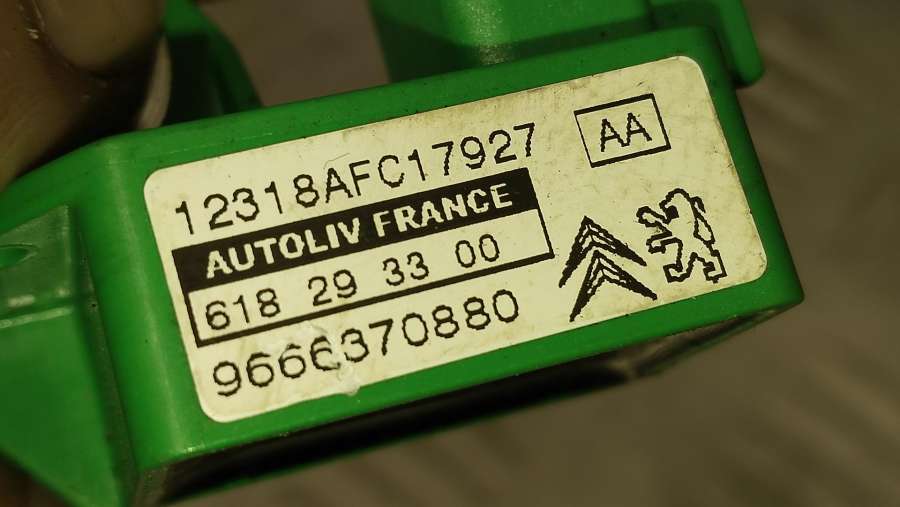 12318AFC17927
AA
AUTOLIV FRANCE
618 29 33 00
9666370880